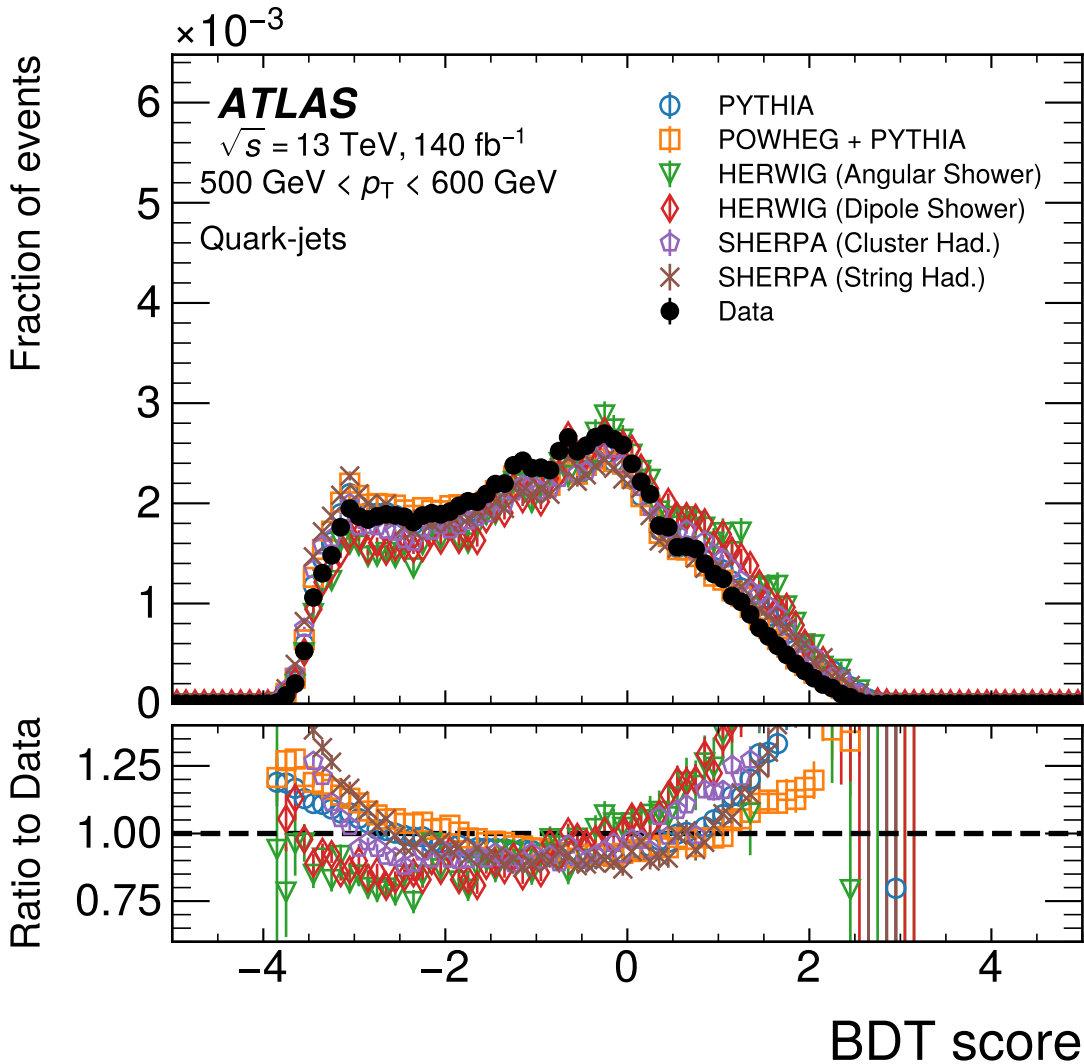 ×10⁻³
Fraction of events
6
5
4
3
2
1
0
ATLAS
√s = 13 TeV, 140 fb⁻¹
500 GeV < pT < 600 GeV
Quark-jets
PYTHIA
POWHEG + PYTHIA
HERWIG (Angular Shower)
HERWIG (Dipole Shower)
SHERPA (Cluster Had.)
SHERPA (String Had.)
Data
Ratio to Data
1.25
1.00
0.75
−4 −2 0 2 4
BDT score